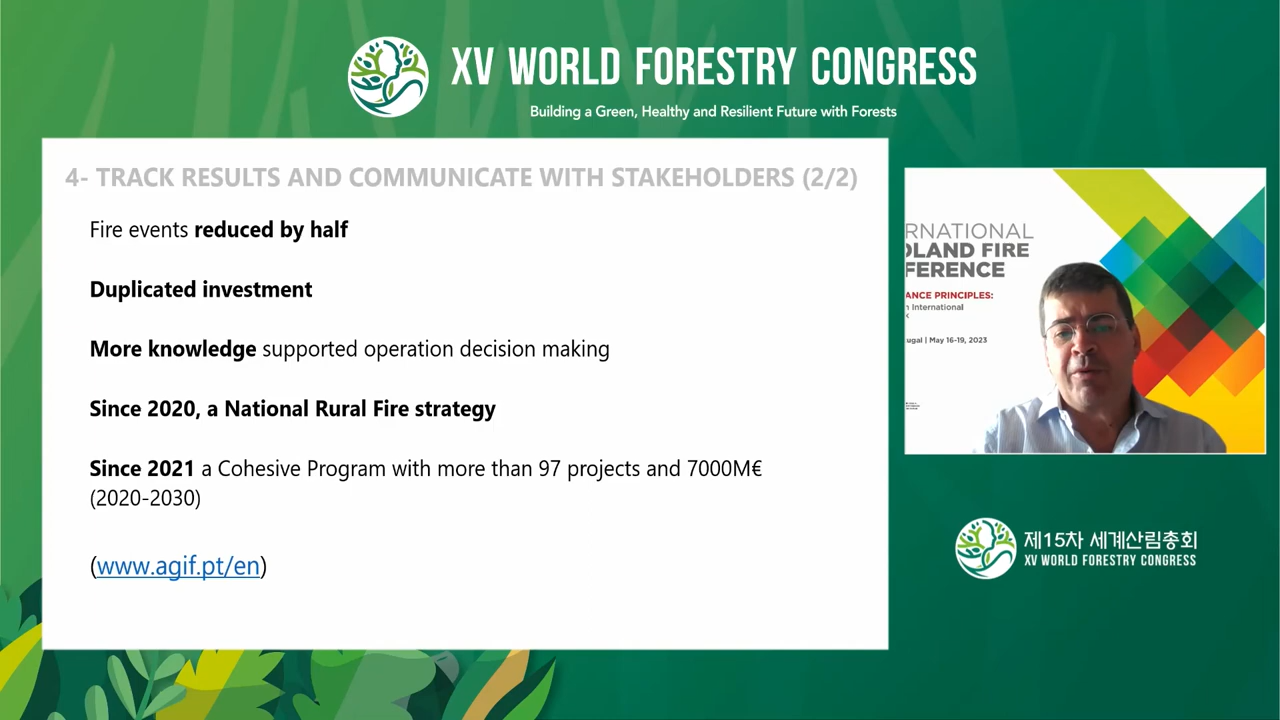 XV WORLD FORESTRY CONGRESS
Building a Green, Healthy and Resilient Future with Forests
4- TRACK RESULTS AND COMMUNICATE WITH STAKEHOLDERS (2/2)
Fire events reduced by half
Duplicated investment
More knowledge supported operation decision making
Since 2020, a National Rural Fire strategy
Since 2021 a Cohesive Program with more than 97 projects and 7000M€
(2020-2030)
(www.agif.pt/en)
RNATIONAL
DLAND FIRE
FERENCE
ANCE PRINCIPLES:
International
ugal | May 16-19, 2023
제15차 세계산림총회
XV WORLD FORESTRY CONGRESS